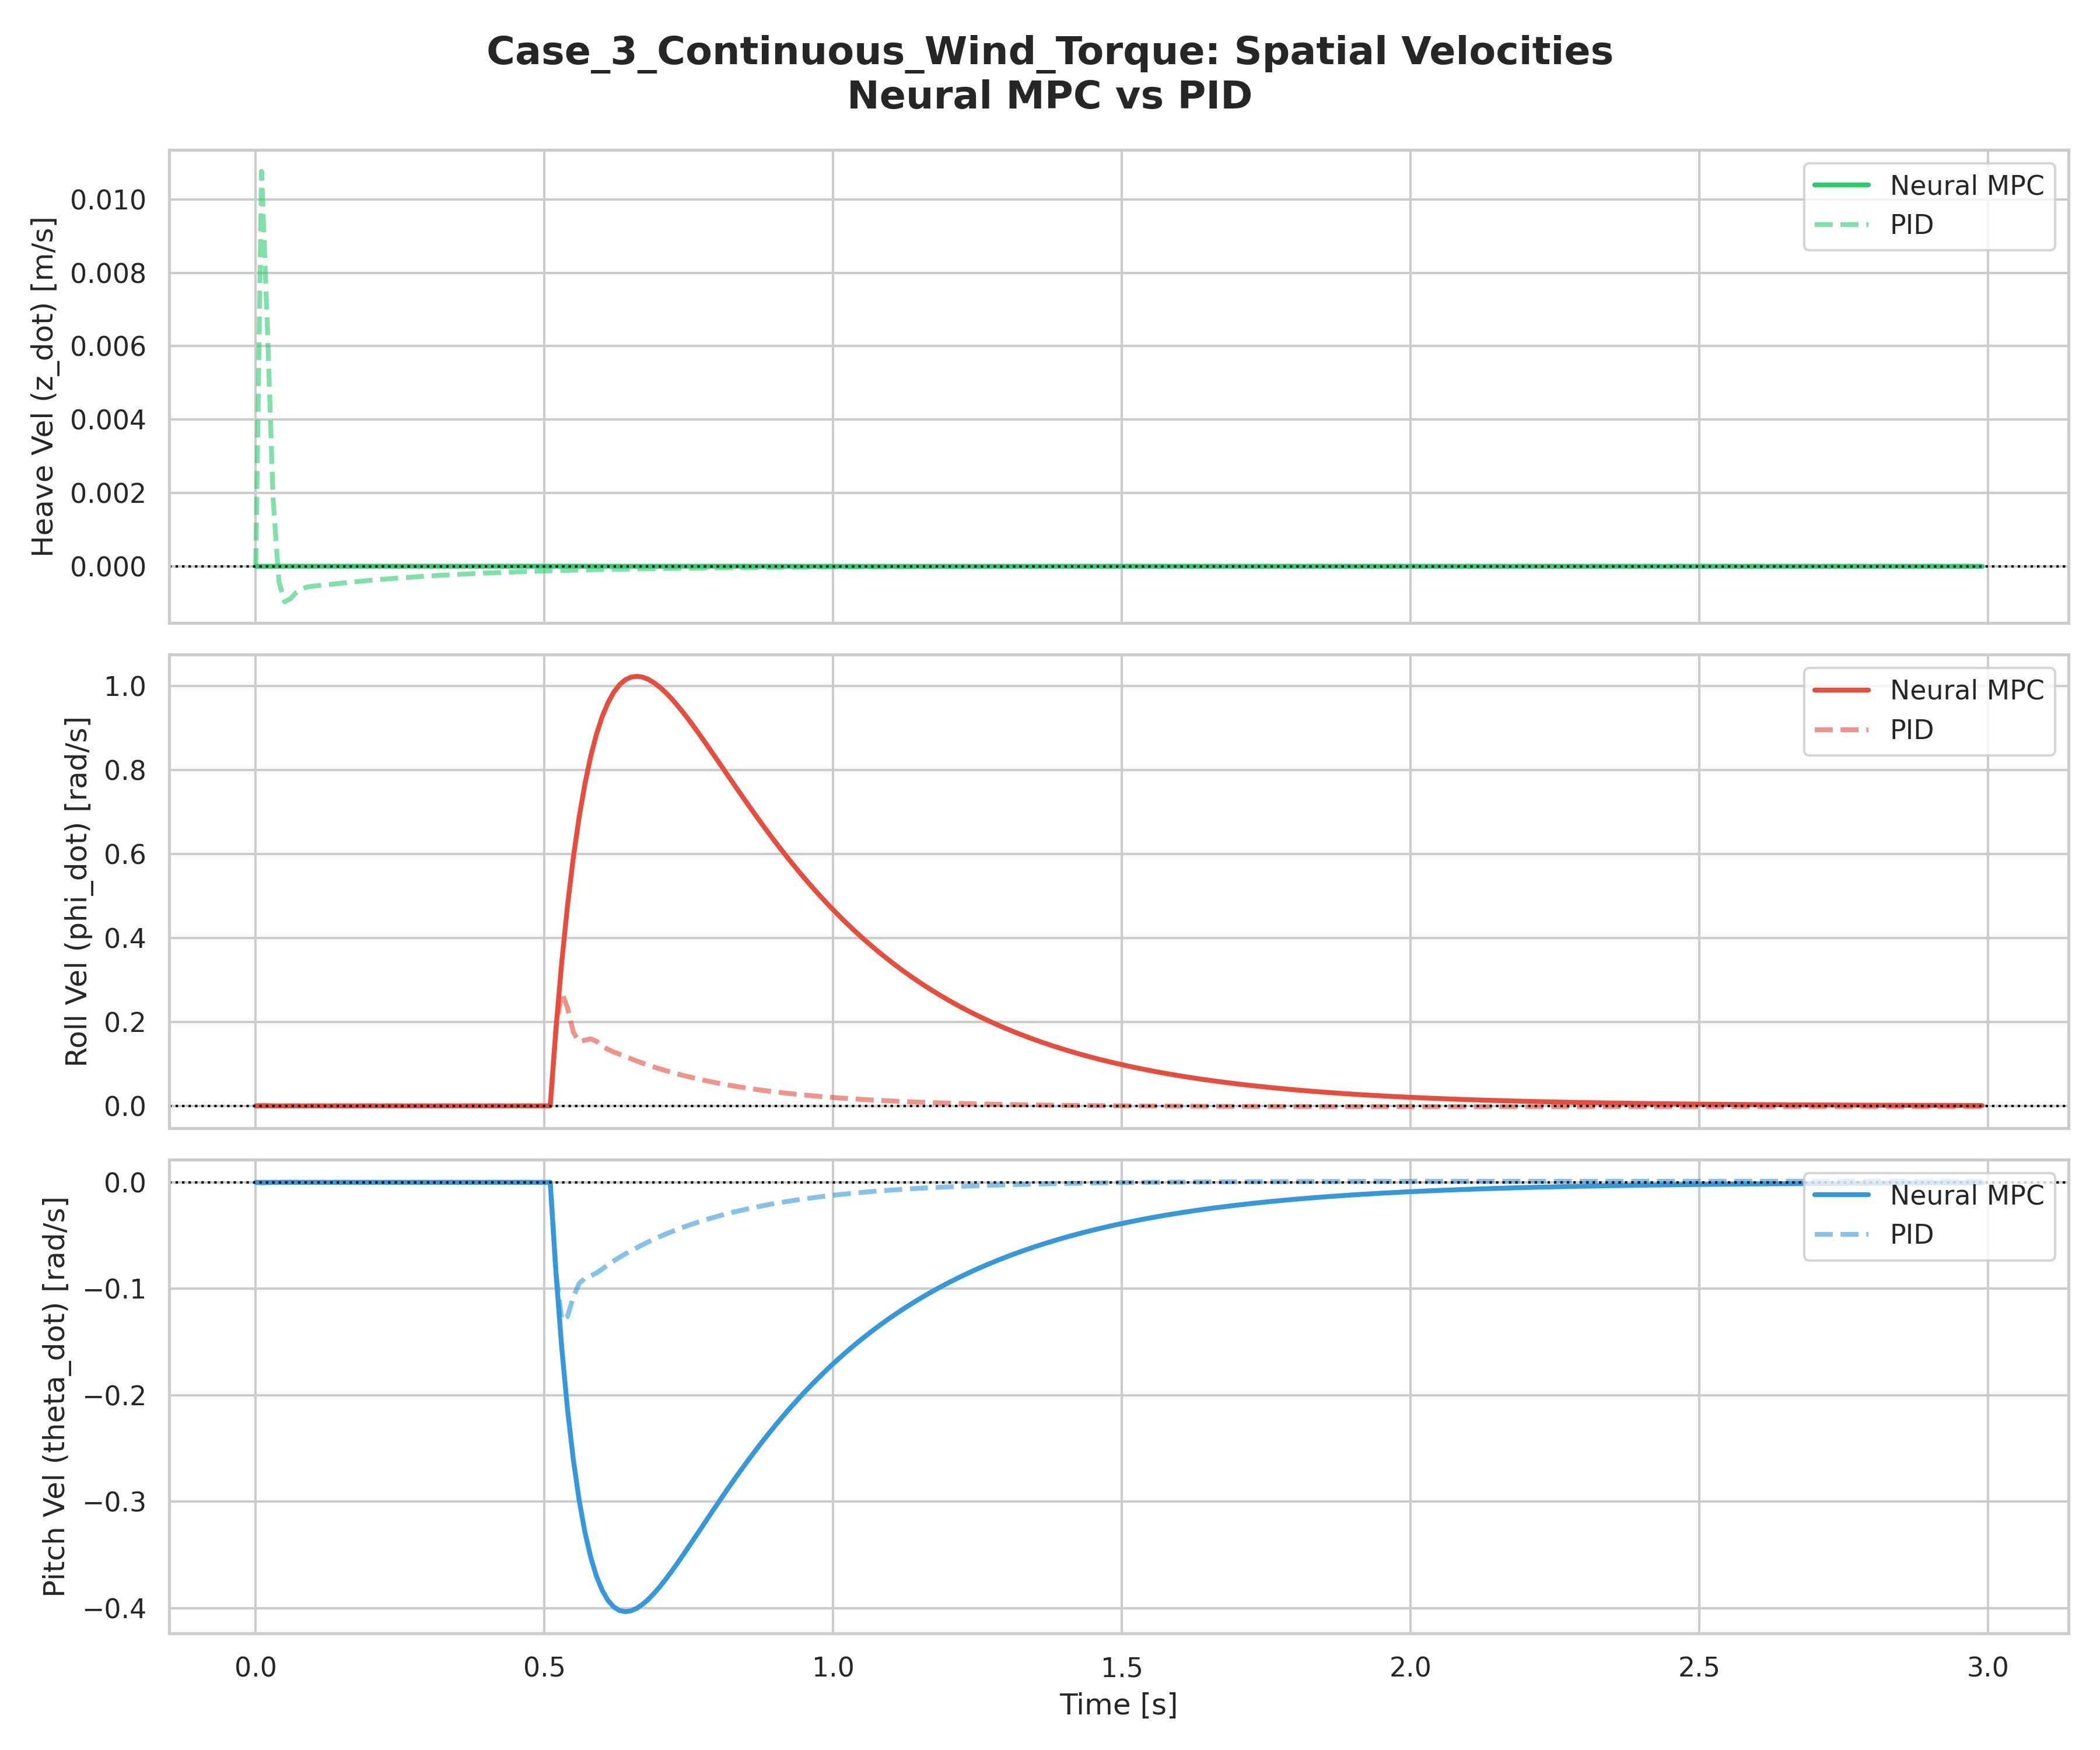 Case_3_Continuous_Wind_Torque: Spatial Velocities
Neural MPC vs PID
Heave Vel (z_dot) [m/s]
0.010
0.008
0.006
0.004
0.002
0.000
Neural MPC
PID
Roll Vel (phi_dot) [rad/s]
1.0
0.8
0.6
0.4
0.2
0.0
Neural MPC
PID
Pitch Vel (theta_dot) [rad/s]
0.0
−0.1
−0.2
−0.3
−0.4
Neural MPC
PID
0.0 0.5 1.0 1.5 2.0 2.5 3.0
Time [s]